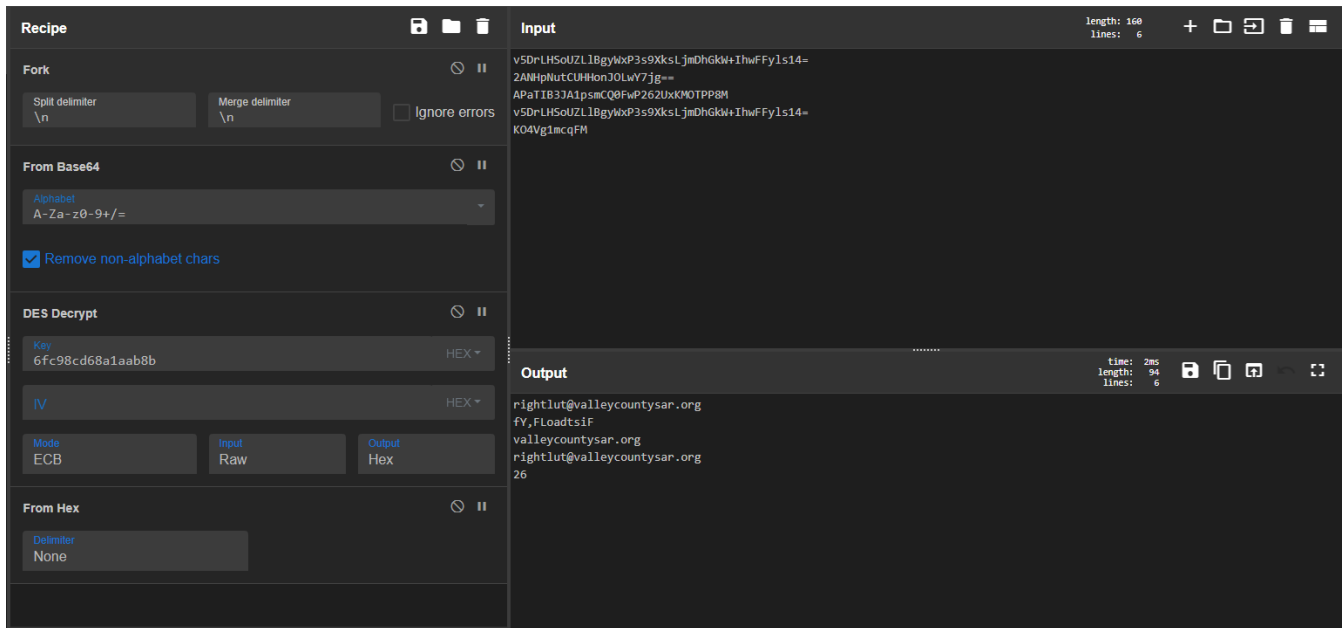 Recipe
Fork
Split delimiter
\n
Merge delimiter
\n
Ignore errors
From Base64
Alphabet
A-Za-z0-9+/=
Remove non-alphabet chars
DES Decrypt
Key
6fc98cd68a1aab8b
HEX
IV
HEX
Mode
ECB
Input
Raw
Output
Hex
From Hex
Delimiter
None
Input
length: 160
lines: 6
v5DrLHSoUZLlBgyWxP3s9XksLjmDhGkW+IhwFFyls14=
2ANHpNutCUHHonJOLwY7jg==
APaTIB3JA1psmCQ0FwP262UxKMOTPP8M
v5DrLHSoUZLlBgyWxP3s9XksLjmDhGkW+IhwFFyls14=
KO4Vg1mcqFM
Output
time: 2ms
length: 94
lines: 6
rightlut@valleycountysar.org
fY,FLoadtsiF
valleycountysar.org
rightlut@valleycountysar.org
26